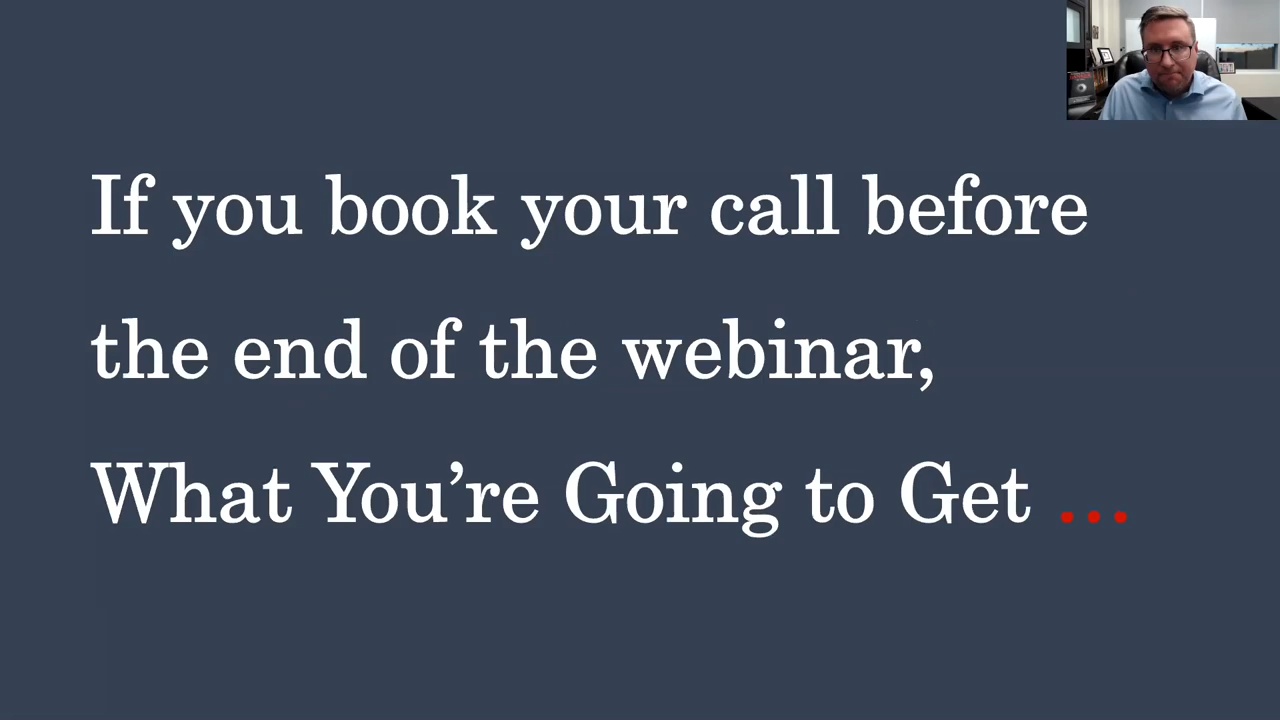 If you book your call before
the end of the webinar,
What You’re Going to Get ...